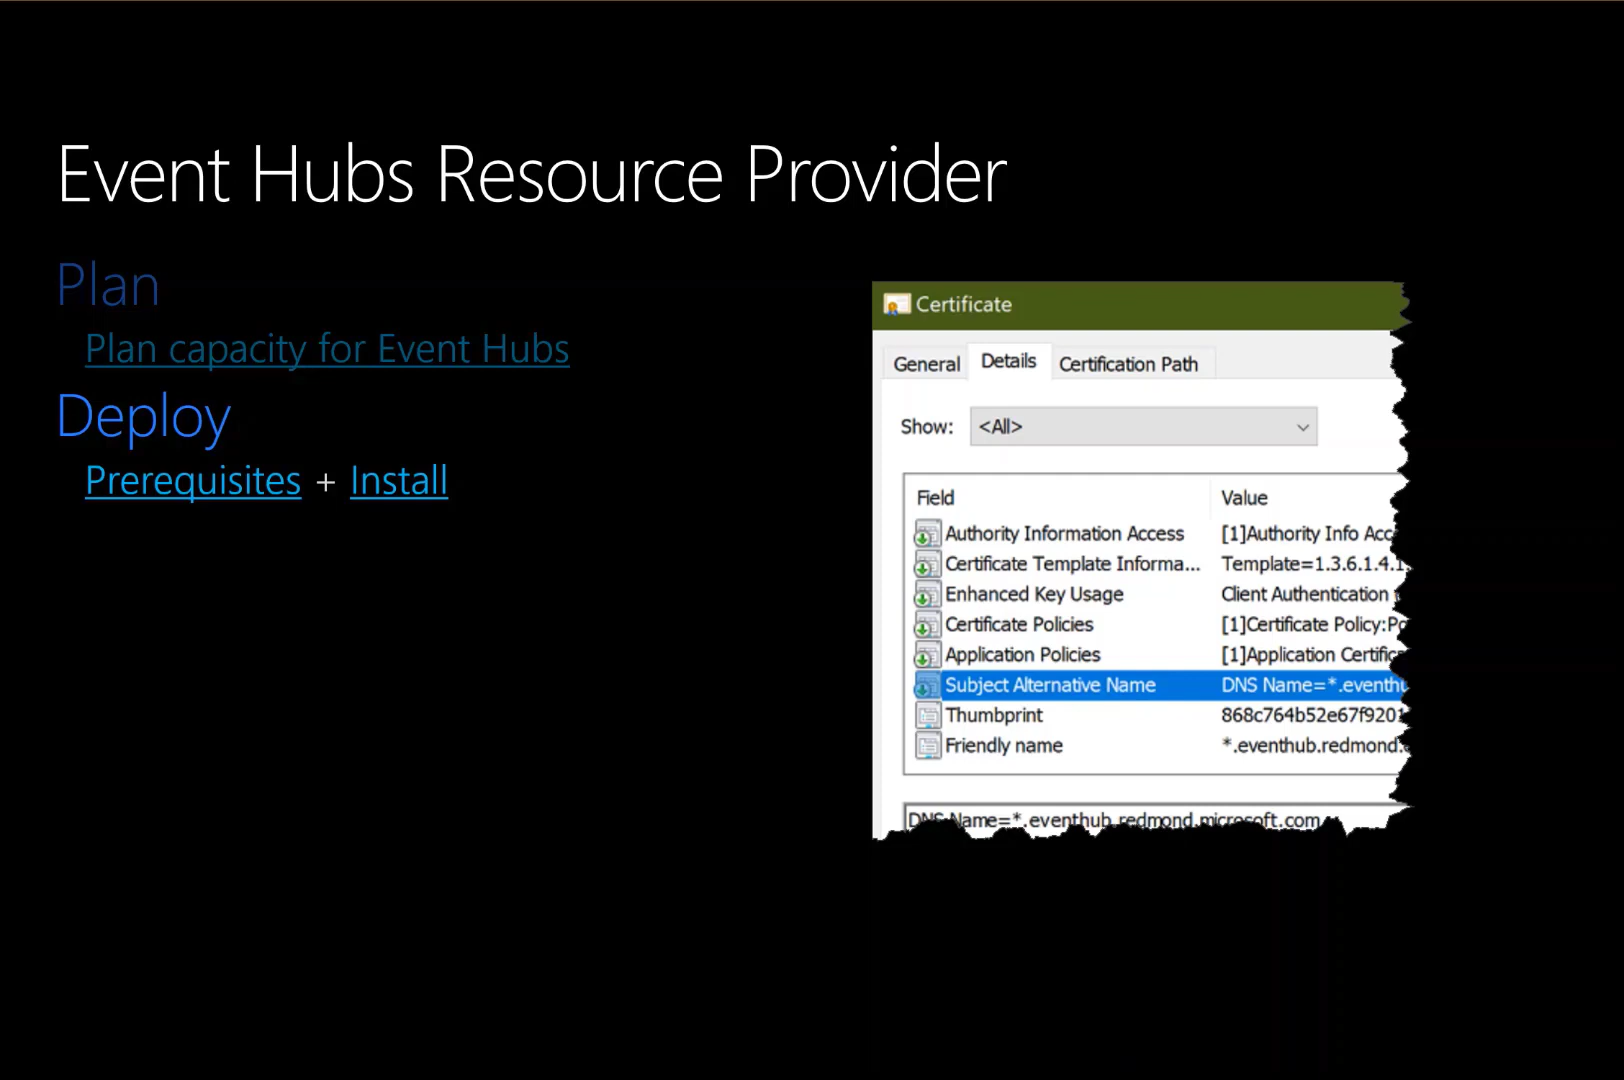 Event Hubs Resource Provider
Plan
Plan capacity for Event Hubs
Deploy
Prerequisites + Install
Certificate
General Details Certification Path
Show: <All>
Field Value
Authority Information Access [1]Authority Info Acc
Certificate Template Informa... Template=1.3.6.1.4.1.
Enhanced Key Usage Client Authentication
Certificate Policies [1]Certificate Policy:Po
Application Policies [1]Application Certific
Subject Alternative Name DNS Name=*.eventhu
Thumbprint 868c764b52e67f9201
Friendly name *.eventhub.redmond.
DNS Name=*.eventhub.redmond.microsoft.com